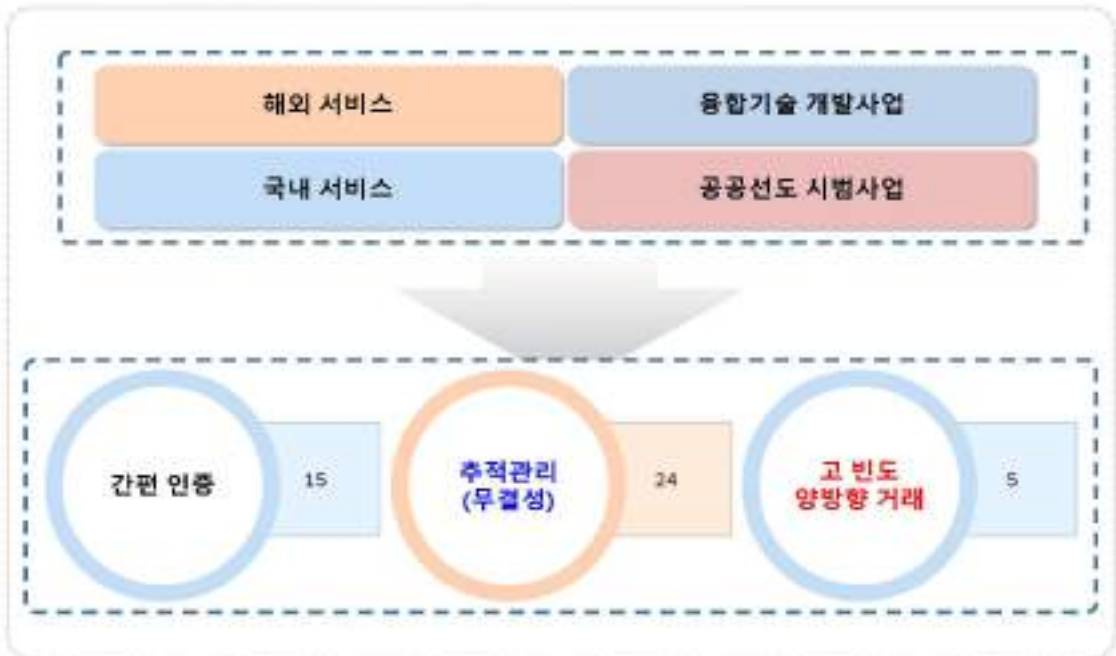 해외 서비스
융합기술 개발사업
국내 서비스
공공선도 시범사업
간편 인증
15
추적관리
(무결성)
24
고 빈도
양방향 거래
5